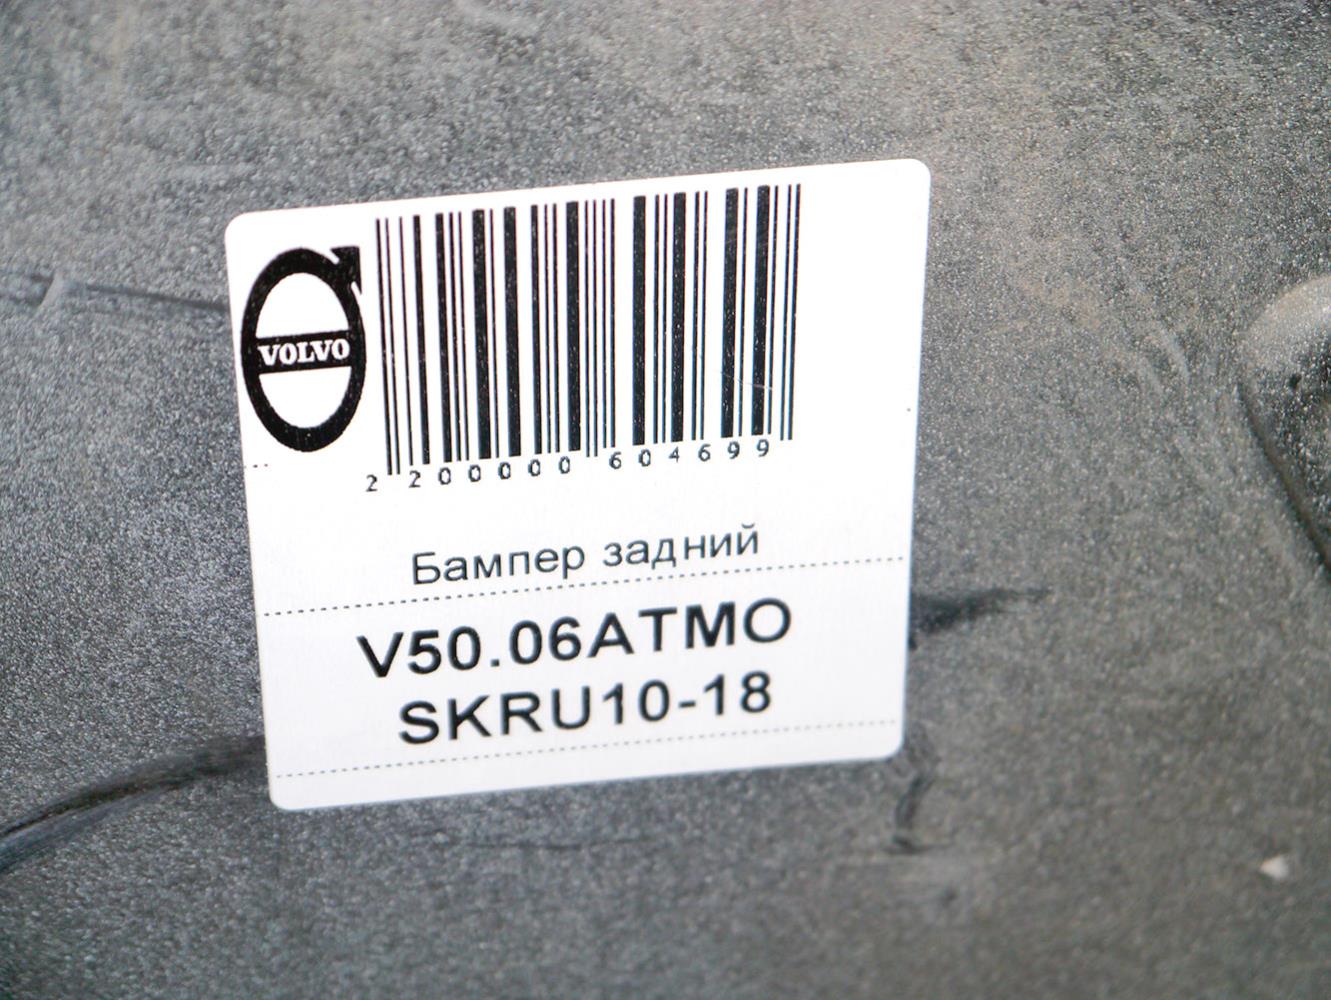 VOLVO
2 200000 604699
Бампер задний
V50.06ATMO
SKRU10-18